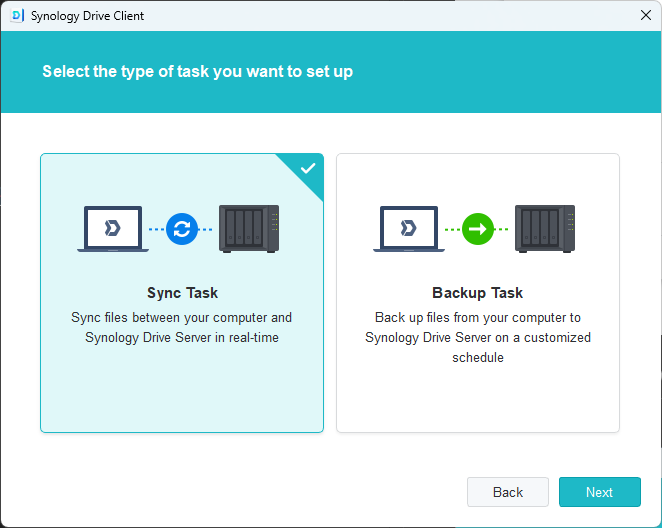 Synology Drive Client
Select the type of task you want to set up
Sync Task
Sync files between your computer and
Synology Drive Server in real-time
Backup Task
Back up files from your computer to
Synology Drive Server on a customized
schedule
Back
Next